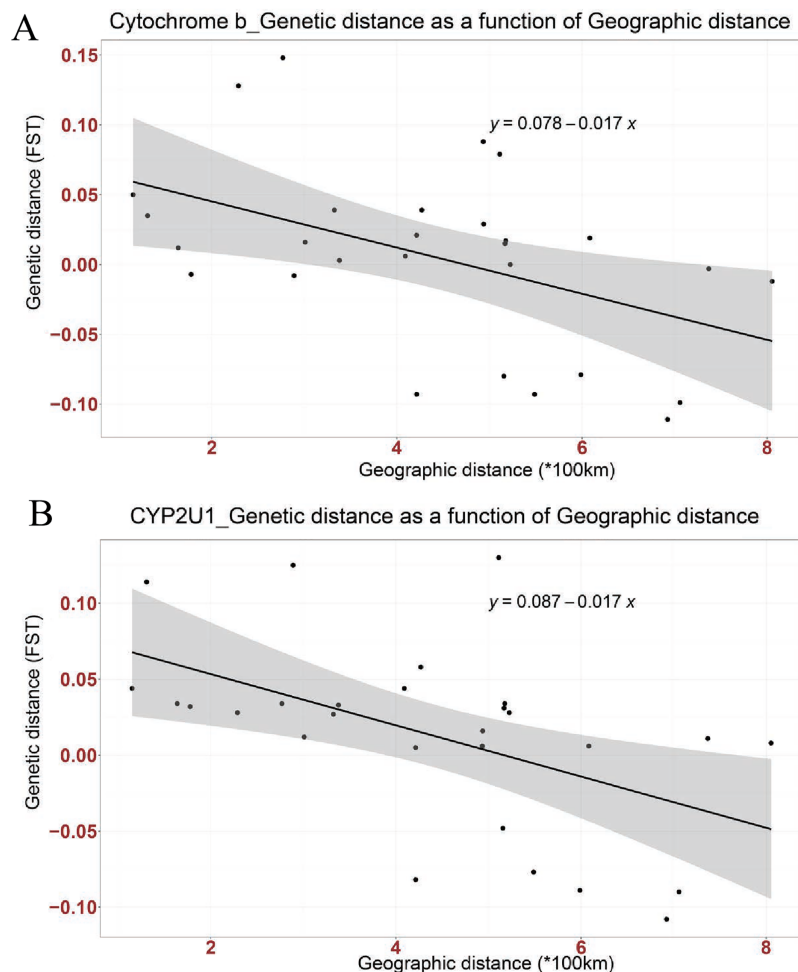 A
Cytochrome b_Genetic distance as a function of Geographic distance
0.15
y = 0.078 – 0.017 x
0.10
0.05
0.00
−0.05
−0.10
Genetic distance (FST)
2 4 6 8
Geographic distance (*100km)
B
CYP2U1_Genetic distance as a function of Geographic distance
y = 0.087 – 0.017 x
0.10
0.05
0.00
−0.05
−0.10
Genetic distance (FST)
2 4 6 8
Geographic distance (*100km)